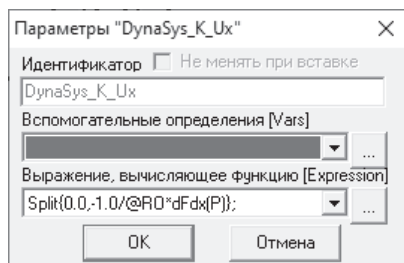 Параметры "DynaSys_K_Ux"
Идентификатор Не менять при вставке
DynaSys_K_Ux
Вспомогательные определения [Vars]
...
Выражение, вычисляющее функцию [Expression]
Split{0.0,-1.0/@RO*dFdx(P)};
...
OK Отмена